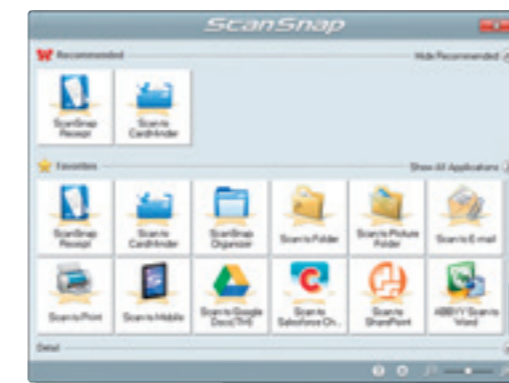 ScanSnap
Recommended
Hide Recommended
ScanSnap
Receipt
Scan to
CardMinder
Favorites
Show All Applications
ScanSnap
Receipt
Scan to
CardMinder
ScanSnap
Organizer
Scan to Folder
Scan to Picture
Folder
Scan to E-mail
Scan to Print
Scan to Mobile
Scan to Google
Docs(TM)
Scan to
Salesforce Ch...
Scan to
SharePoint
ABBYY Scan to
Word
Detail